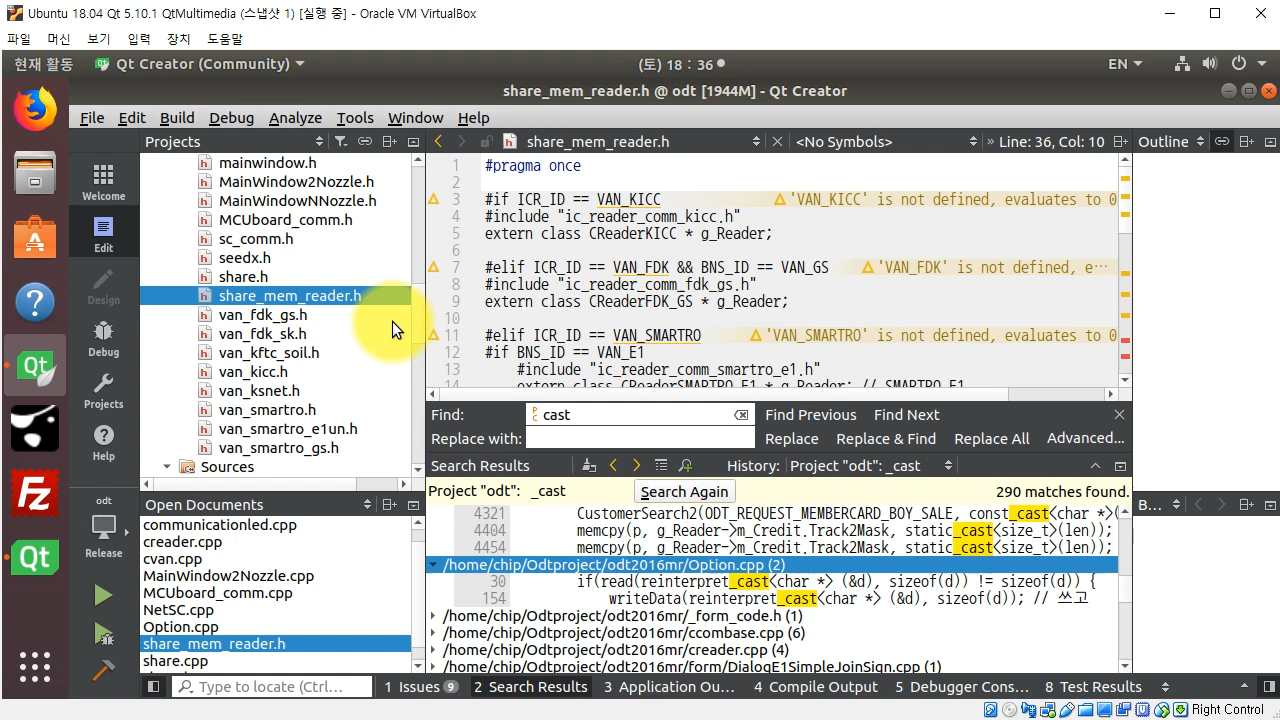 Ubuntu 18.04 Qt 5.10.1 QtMultimedia (스냅샷 1) [실행 중] - Oracle VM VirtualBox
파일 머신 보기 입력 장치 도움말
현재 활동 Qt Creator (Community) (토) 18 : 36 EN
share_mem_reader.h @ odt [1944M] - Qt Creator
File Edit Build Debug Analyze Tools Window Help
Projects
share_mem_reader.h <No Symbols> » Line: 36, Col: 10 Outline
Welcome
Edit
Design
Debug
Projects
Help
odt
Release
mainwindow.h
MainWindow2Nozzle.h
MainWindowNNozzle.h
MCUboard_comm.h
sc_comm.h
seedx.h
share.h
share_mem_reader.h
van_fdk_gs.h
van_fdk_sk.h
van_kftc_soil.h
van_kicc.h
van_ksnet.h
van_smartro.h
van_smartro_e1un.h
van_smartro_gs.h
Sources
Open Documents
communicationled.cpp
creader.cpp
cvan.cpp
MainWindow2Nozzle.cpp
MCUboard_comm.cpp
NetSC.cpp
Option.cpp
share_mem_reader.h
share.cpp
1 #pragma once
2
3 #if ICR_ID == VAN_KICC 'VAN_KICC' is not defined, evaluates to 0
4 #include "ic_reader_comm_kicc.h"
5 extern class CReaderKICC * g_Reader;
6
7 #elif ICR_ID == VAN_FDK && BNS_ID == VAN_GS 'VAN_FDK' is not defined, e…
8 #include "ic_reader_comm_fdk_gs.h"
9 extern class CReaderFDK_GS * g_Reader;
10
11 #elif ICR_ID == VAN_SMARTRO 'VAN_SMARTRO' is not defined, evaluates to 0
12 #if BNS_ID == VAN_E1
13 #include "ic_reader_comm_smartro_e1.h"
14 extern class CReaderSMARTRO_E1 * g_Reader; // SMARTRO E1
Find: cast Find Previous Find Next
Replace with: Replace Replace & Find Replace All Advanced...
Search Results History: Project "odt": _cast B...
Project "odt": _cast Search Again 290 matches found.
4321 CustomerSearch2(ODT_REQUEST_MEMBERCARD_BOY_SALE, const_cast<char *>(
4404 memcpy(p, g_Reader->m_Credit.Track2Mask, static_cast<size_t>(len));
4454 memcpy(p, g_Reader->m_Credit.Track2Mask, static_cast<size_t>(len));
/home/chip/Odtproject/odt2016mr/Option.cpp (2)
30 if(read(reinterpret_cast<char *> (&d), sizeof(d)) != sizeof(d)) {
154 writeData(reinterpret_cast<char *> (&d), sizeof(d)); // 쓰고
/home/chip/Odtproject/odt2016mr/_form_code.h (1)
/home/chip/Odtproject/odt2016mr/ccombase.cpp (6)
/home/chip/Odtproject/odt2016mr/creader.cpp (4)
/home/chip/Odtproject/odt2016mr/form/DialogE1SimpleJoinSign.cpp (1)
Type to locate (Ctrl... 1 Issues 9 2 Search Results 3 Application Ou... 4 Compile Output 5 Debugger Cons... 8 Test Results
Right Control